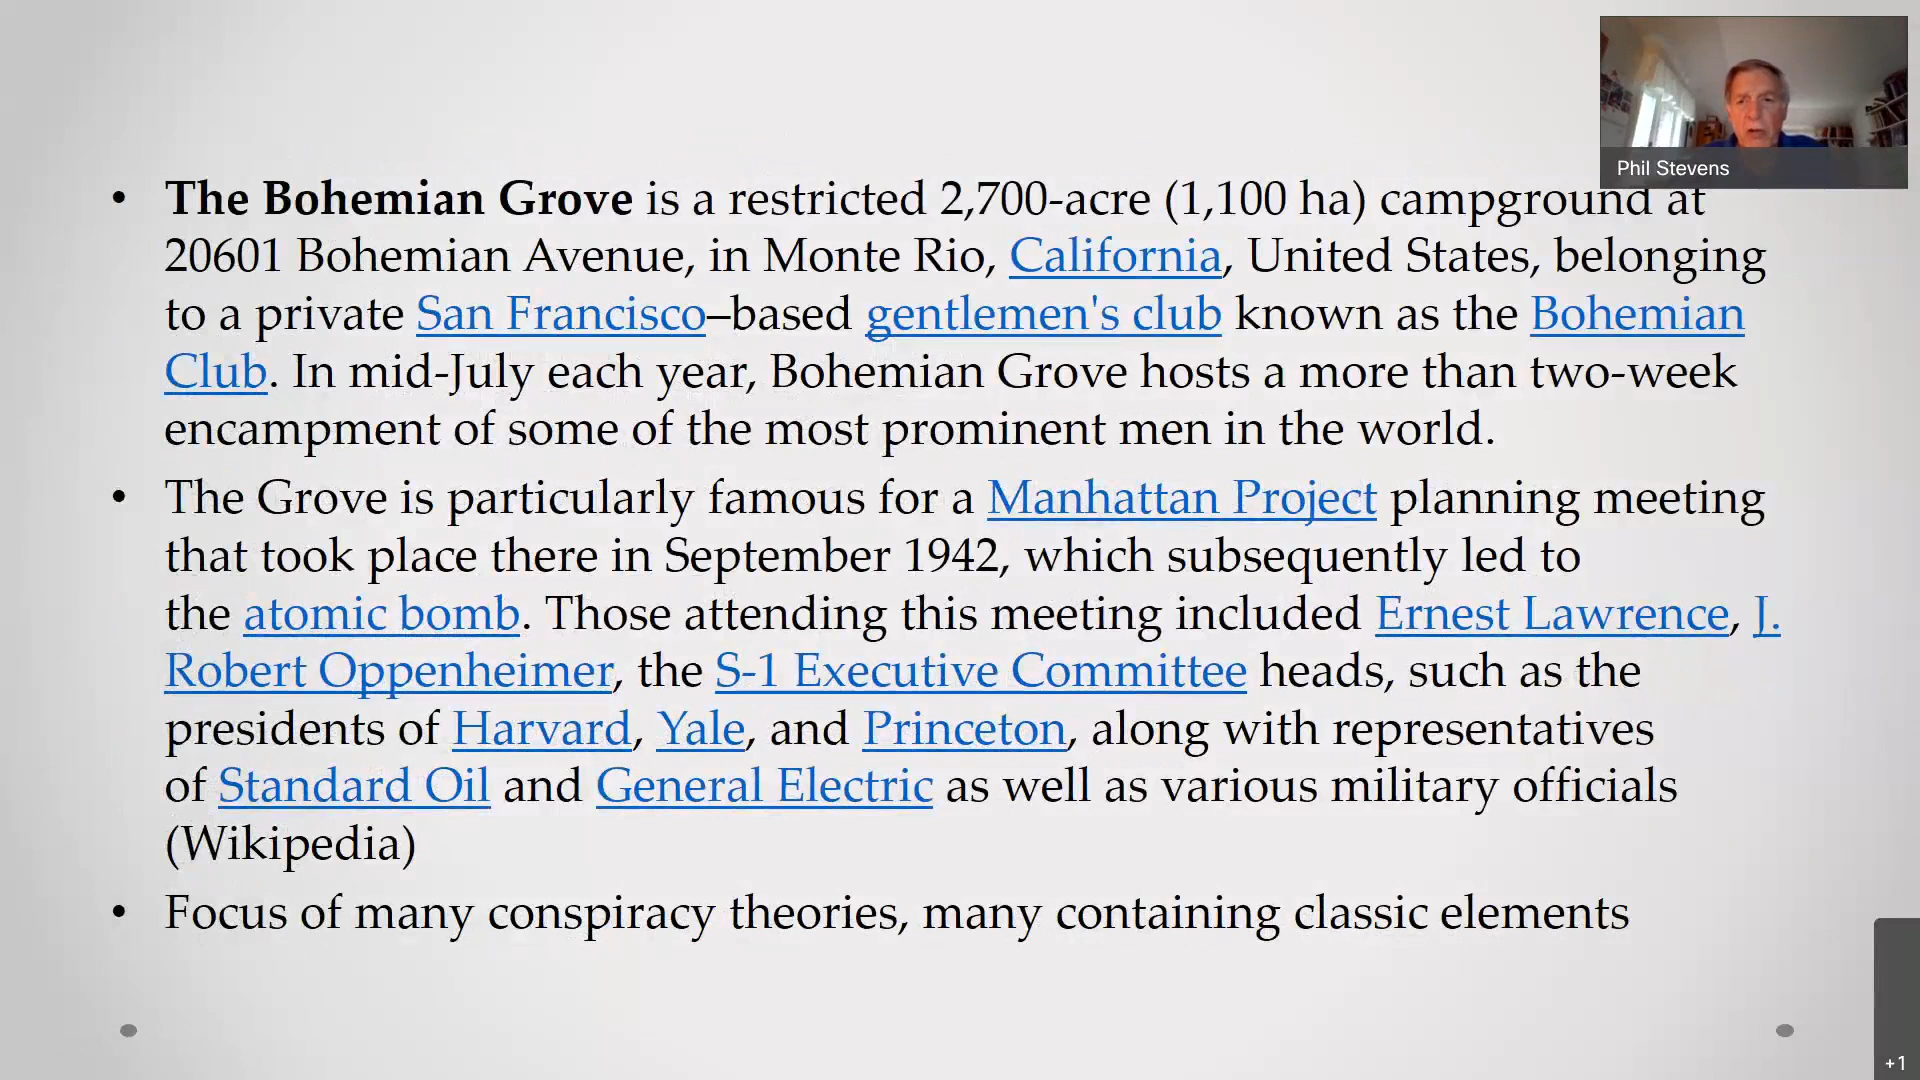 Phil Stevens
• The Bohemian Grove is a restricted 2,700-acre (1,100 ha) campground at
20601 Bohemian Avenue, in Monte Rio, California, United States, belonging
to a private San Francisco–based gentlemen's club known as the Bohemian
Club. In mid-July each year, Bohemian Grove hosts a more than two-week
encampment of some of the most prominent men in the world.
• The Grove is particularly famous for a Manhattan Project planning meeting
that took place there in September 1942, which subsequently led to
the atomic bomb. Those attending this meeting included Ernest Lawrence, J.
Robert Oppenheimer, the S-1 Executive Committee heads, such as the
presidents of Harvard, Yale, and Princeton, along with representatives
of Standard Oil and General Electric as well as various military officials
(Wikipedia)
• Focus of many conspiracy theories, many containing classic elements
+1